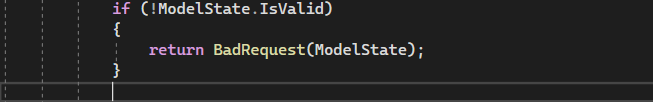 if (!ModelState.IsValid)
{
return BadRequest(ModelState);
}